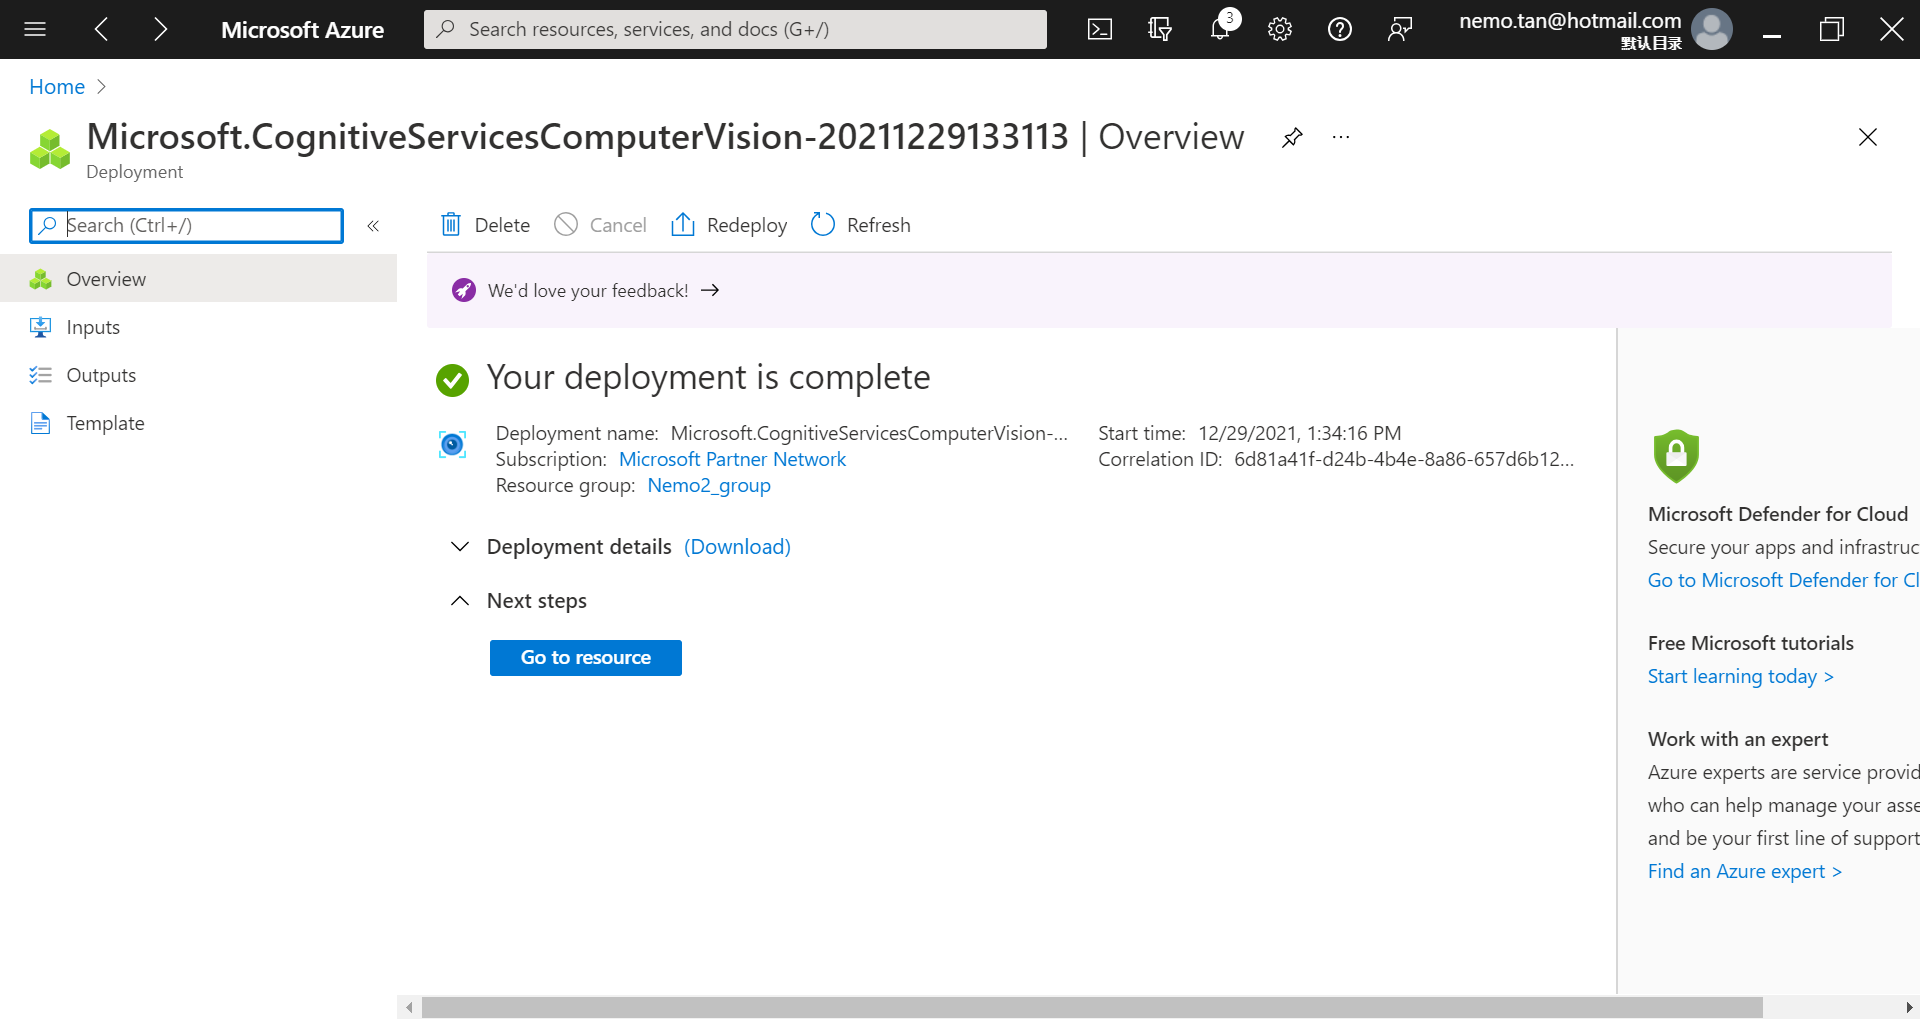 Microsoft Azure
Search resources, services, and docs (G+/)
3
nemo.tan@hotmail.com
默认目录
Home
Microsoft.CognitiveServicesComputerVision-20211229133113 | Overview
Deployment
Search (Ctrl+/)
«
Delete
Cancel
Redeploy
Refresh
Overview
Inputs
Outputs
Template
We'd love your feedback! →
Your deployment is complete
Deployment name: Microsoft.CognitiveServicesComputerVision-...
Subscription: Microsoft Partner Network
Resource group: Nemo2_group
Start time: 12/29/2021, 1:34:16 PM
Correlation ID: 6d81a41f-d24b-4b4e-8a86-657d6b12...
Deployment details (Download)
Next steps
Go to resource
Microsoft Defender for Cloud
Secure your apps and infrastruc
Go to Microsoft Defender for Cl
Free Microsoft tutorials
Start learning today >
Work with an expert
Azure experts are service provid
who can help manage your asse
and be your first line of support
Find an Azure expert >